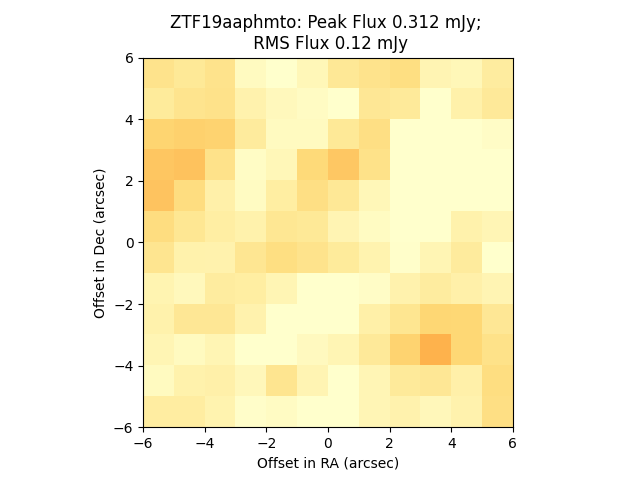 ZTF19aaphmto: Peak Flux 0.312 mJy;
RMS Flux 0.12 mJy
6
4
2
0
−2
−4
−6
Offset in Dec (arcsec)
−6 −4 −2 0 2 4 6
Offset in RA (arcsec)